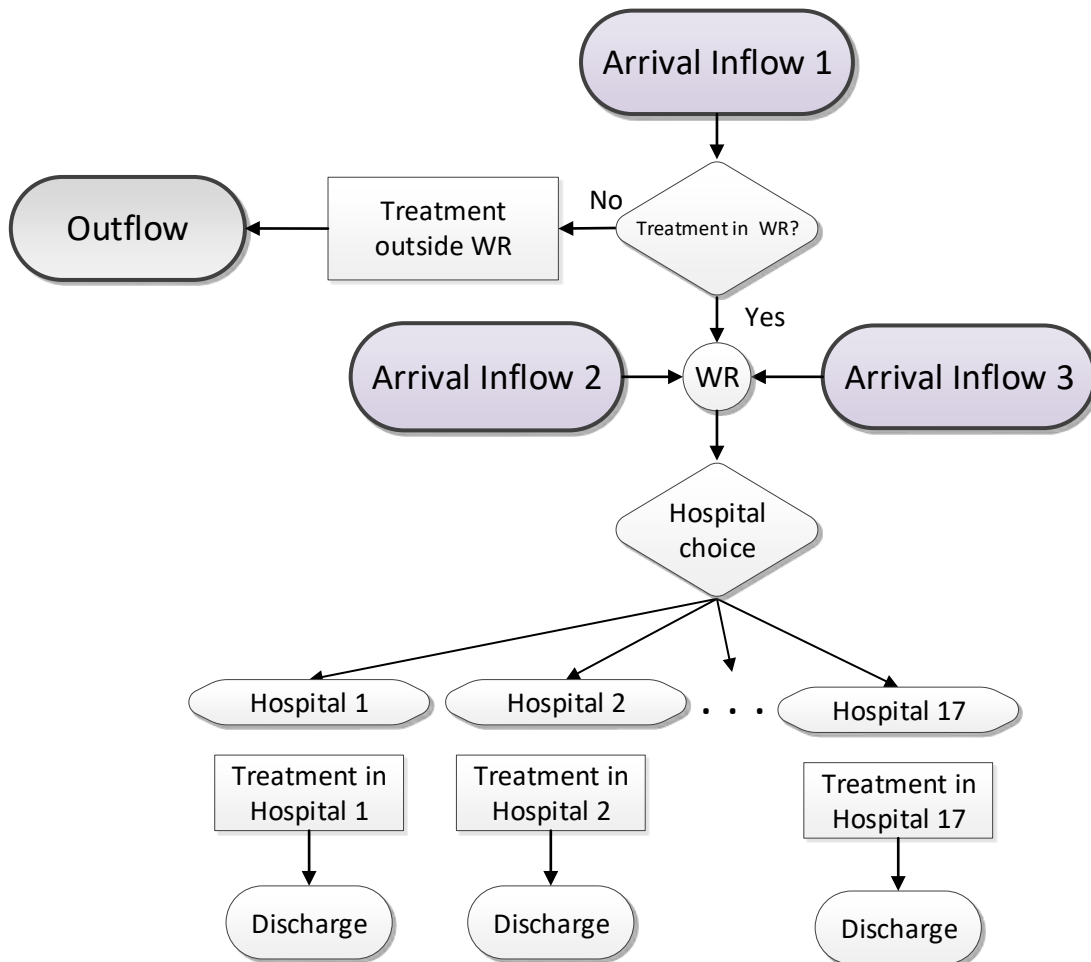 Arrival Inflow 1
No
Treatment in WR?
Treatment
outside WR
Outflow
Yes
Arrival Inflow 2
WR
Arrival Inflow 3
Hospital
choice
Hospital 1
Hospital 2
. . .
Hospital 17
Treatment in
Hospital 1
Treatment in
Hospital 2
Treatment in
Hospital 17
Discharge
Discharge
Discharge